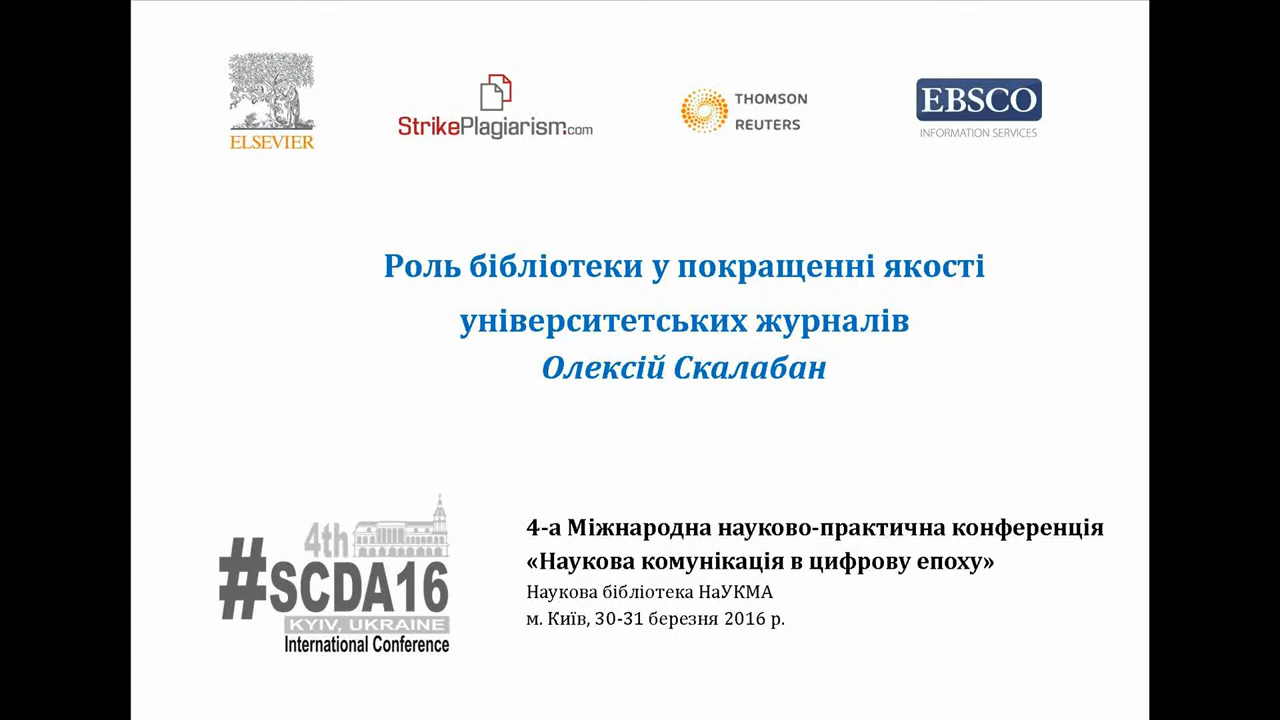 ELSEVIER
StrikePlagiarism.com
THOMSON
REUTERS
EBSCO
INFORMATION SERVICES
Роль бібліотеки у покращенні якості
університетських журналів
Олексій Скалабан
4th
#SCDA16
KYIV, UKRAINE
International Conference
4-а Міжнародна науково-практична конференція
«Наукова комунікація в цифрову епоху»
Наукова бібліотека НаУКМА
м. Київ, 30-31 березня 2016 р.